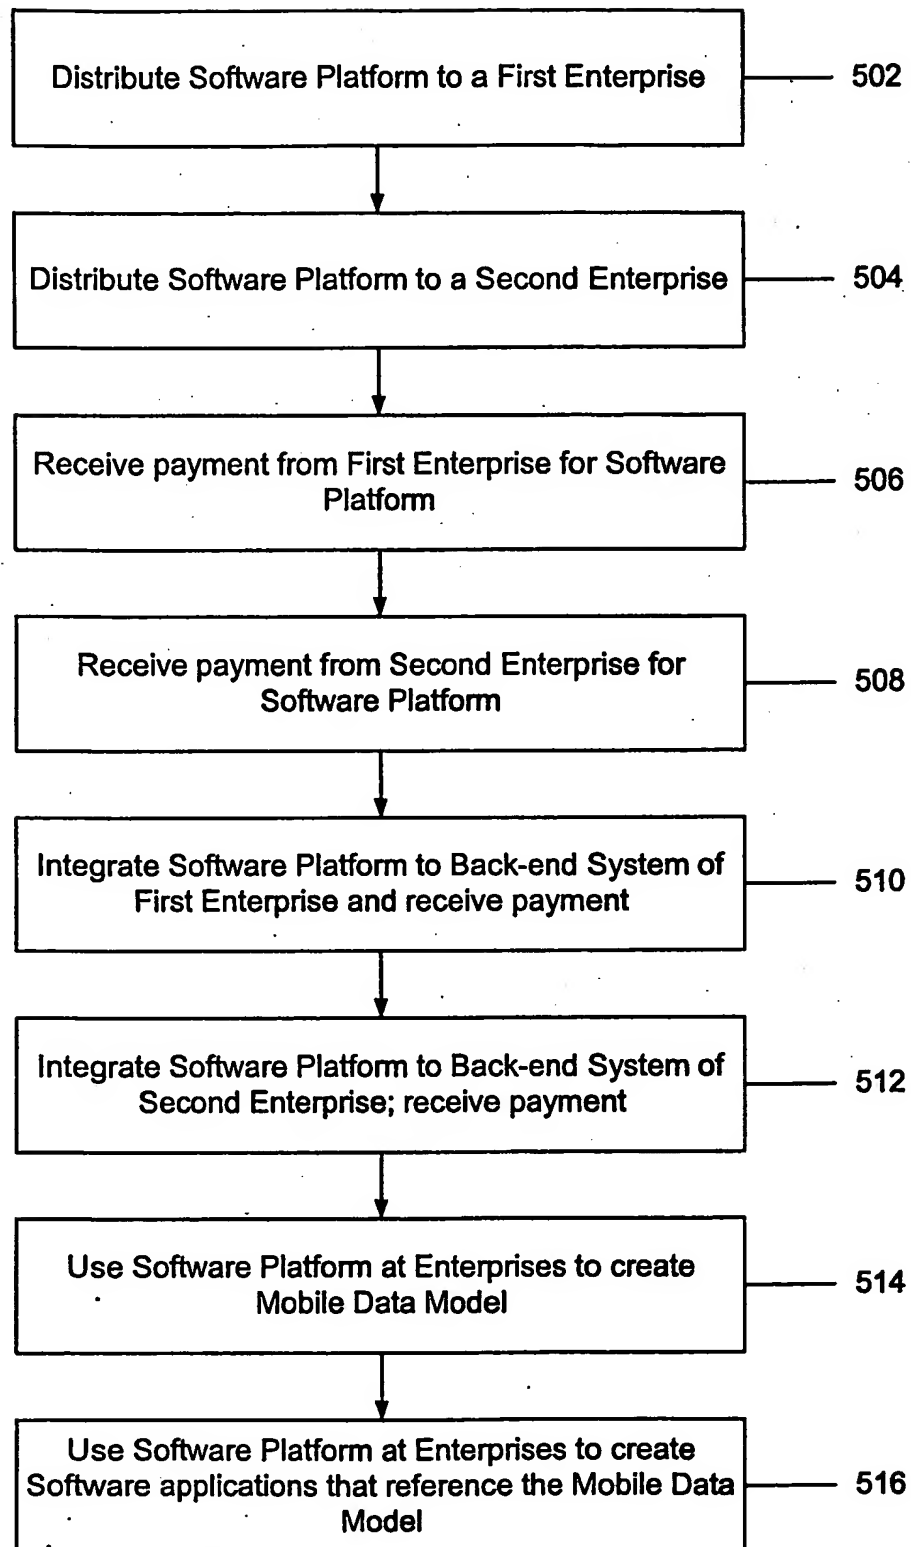 Distribute Software Platform to a First Enterprise
502
Distribute Software Platform to a Second Enterprise
504
Receive payment from First Enterprise for Software
Platform
506
Receive payment from Second Enterprise for
Software Platform
508
Integrate Software Platform to Back-end System of
First Enterprise and receive payment
510
Integrate Software Platform to Back-end System of
Second Enterprise; receive payment
512
Use Software Platform at Enterprises to create
Mobile Data Model
514
Use Software Platform at Enterprises to create
Software applications that reference the Mobile Data
Model
516